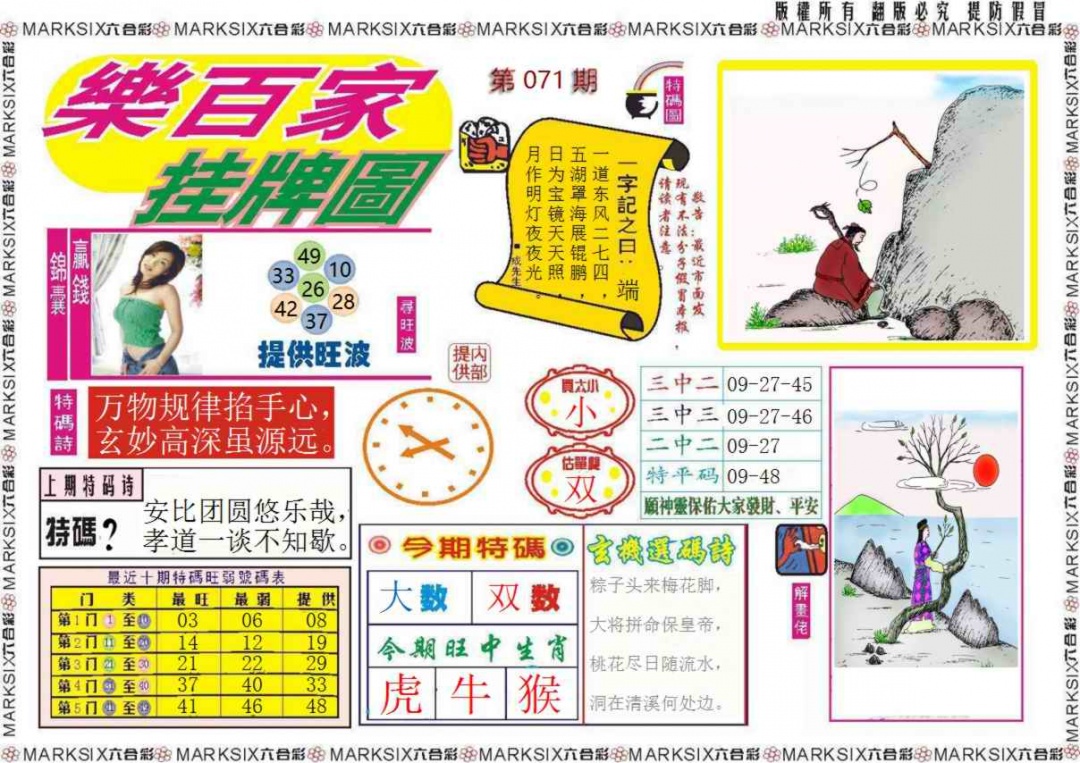 版權所有 翻版必究 提防假冒
MARKSIX六合彩 MARKSIX六合彩 MARKSIX六合彩 MARKSIX六合彩 MARKSIX六合彩 MARKSIX六合彩 MARKSIX六合彩
樂百家
挂牌圖
第 071 期
特碼圖
一字記之曰：端
一道东风二七四，
五湖罩海展锟鹏，
日为宝镜天天照，
月作明灯夜夜光。
■成先生
敬告：最近市面发
现有不法分子假冒本报，
请读者注意。
贏錢
錦囊
49
33
10
26
42
28
37
提供旺波
尋旺波
内部
提供
特碼詩
万物规律掐手心，
玄妙高深虽源远。
上期特码诗
特碼？
安比团圆悠乐哉，
孝道一谈不知歇。
買大小
小
估單雙
双
三中二 09-27-45
三中三 09-27-46
二中二 09-27
特平码 09-48
願神靈保佑大家發財、平安
最近十期特碼旺弱號碼表
门 类 最旺 最弱 提供
第1门 1 至 10 03 06 08
第2门 11 至 20 14 12 19
第3门 21 至 30 21 22 29
第4门 31 至 40 37 40 33
第5门 41 至 49 41 46 48
今期特碼
大数 双数
今期旺中生肖
虎 牛 猴
玄機選碼詩
粽子头来梅花脚，
大将拼命保皇帝，
桃花尽日随流水，
洞在清溪何处边。
解畫佬
MARKSIX六合彩 MARKSIX六合彩 MARKSIX六合彩 MARKSIX六合彩 MARKSIX六合彩 MARKSIX六合彩 MARKSIX六合彩